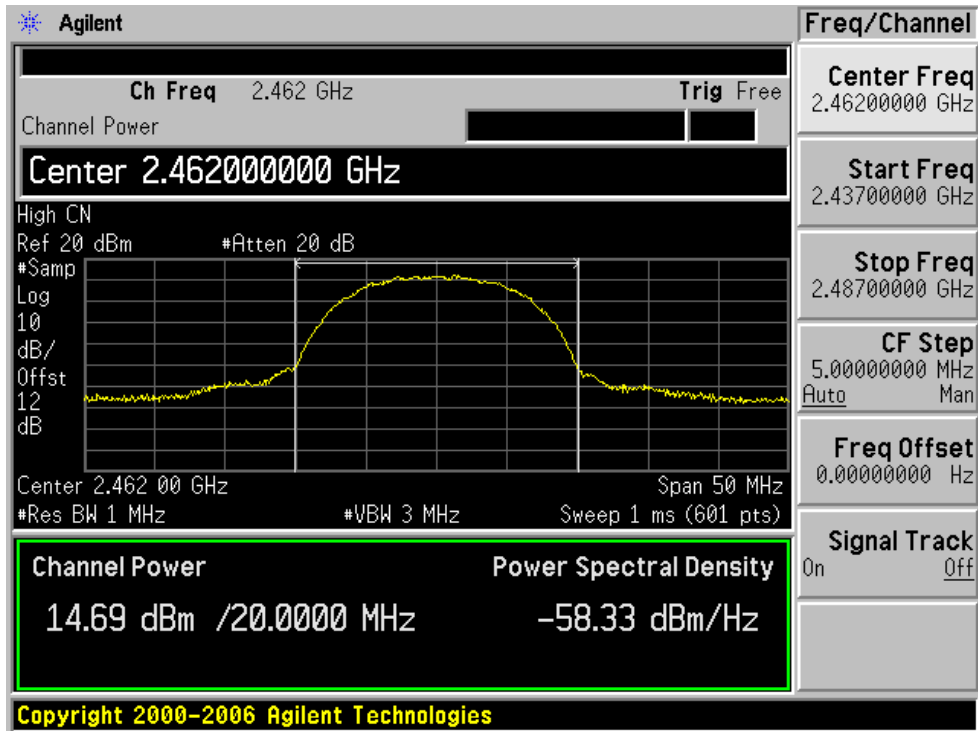 Agilent
Freq/Channel
Ch Freq 2.462 GHz Trig Free
Channel Power
Center 2.462000000 GHz
High CN
Ref 20 dBm #Atten 20 dB
#Samp
Log
10
dB/
Offst
12
dB
Center 2.462 00 GHz Span 50 MHz
#Res BW 1 MHz #VBW 3 MHz Sweep 1 ms (601 pts)
Channel Power Power Spectral Density
14.69 dBm /20.0000 MHz -58.33 dBm/Hz
Copyright 2000-2006 Agilent Technologies
Center Freq
2.46200000 GHz
Start Freq
2.43700000 GHz
Stop Freq
2.48700000 GHz
CF Step
5.00000000 MHz
Auto Man
Freq Offset
0.00000000 Hz
Signal Track
On Off